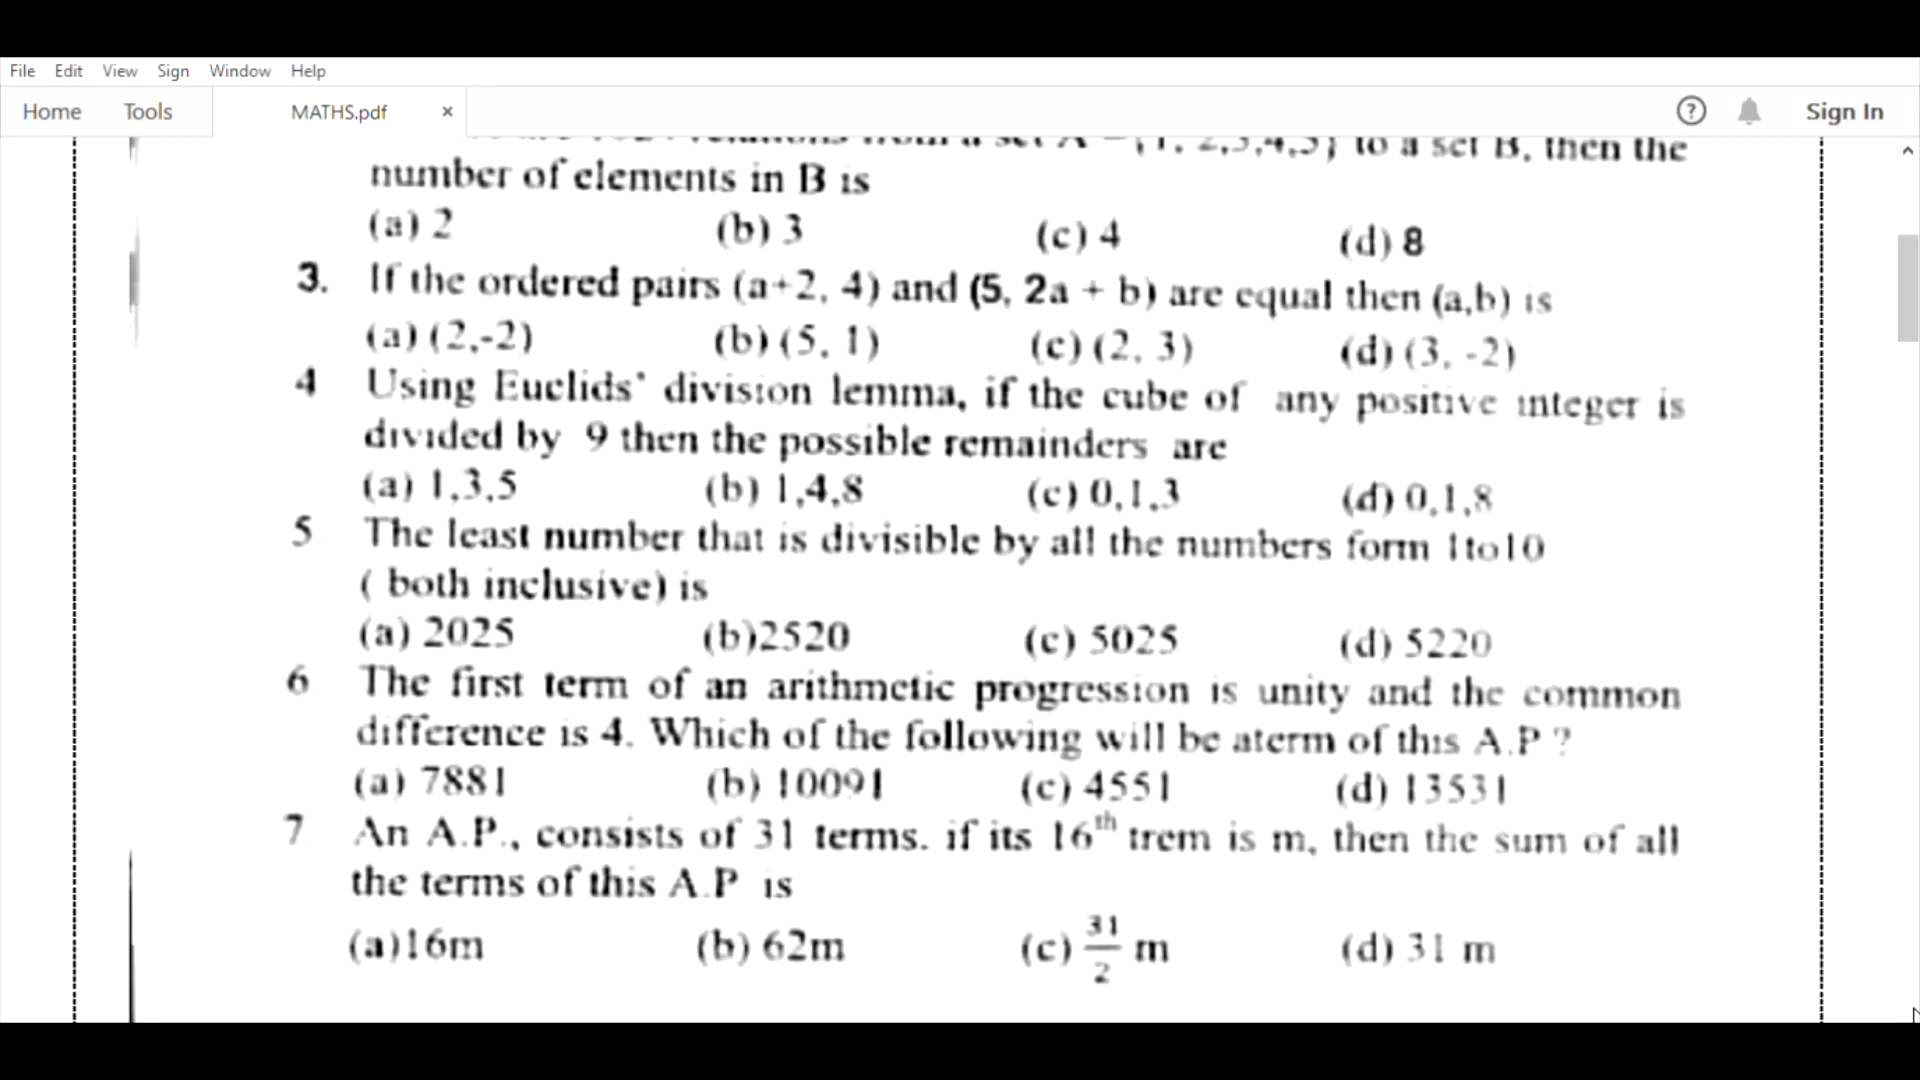 File Edit View Sign Window Help
Home Tools MATHS.pdf × ? Sign In
relations from a set A = {1, 2,3,4,5} to a set B, then the
number of elements in B is
(a) 2 (b) 3 (c) 4 (d) 8
3. If the ordered pairs (a+2, 4) and (5, 2a + b) are equal then (a,b) is
(a) (2,-2) (b) (5, 1) (c) (2, 3) (d) (3, -2)
4 Using Euclids' division lemma, if the cube of any positive integer is
divided by 9 then the possible remainders are
(a) 1,3,5 (b) 1,4,8 (c) 0,1,3 (d) 0,1,8
5 The least number that is divisible by all the numbers form 1to10
( both inclusive) is
(a) 2025 (b)2520 (c) 5025 (d) 5220
6 The first term of an arithmetic progression is unity and the common
difference is 4. Which of the following will be aterm of this A.P ?
(a) 7881 (b) 10091 (c) 4551 (d) 13531
7 An A.P., consists of 31 terms. if its 16th trem is m, then the sum of all
the terms of this A.P is
(a)16m (b) 62m (c) 31/2 m (d) 31 m